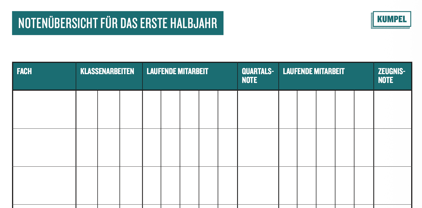 NOTENÜBERSICHT FÜR DAS ERSTE HALBJAHR
KUMPEL
FACH KLASSENARBEITEN LAUFENDE MITARBEIT QUARTALS- LAUFENDE MITARBEIT ZEUGNIS-
NOTE NOTE